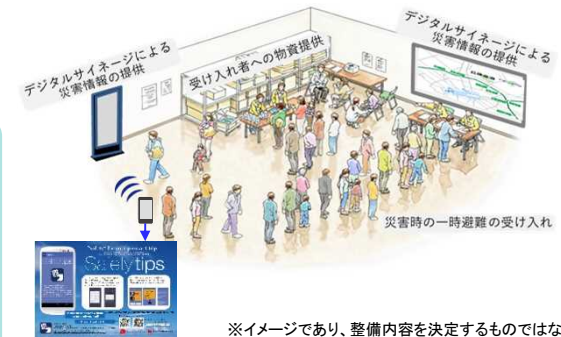 デジタルサイネージによる
災害情報の提供
受け入れ者への物資提供
デジタルサイネージによる
災害情報の提供
災害時の一時避難の受け入れ
Safety tips
※イメージであり、整備内容を決定するものではな